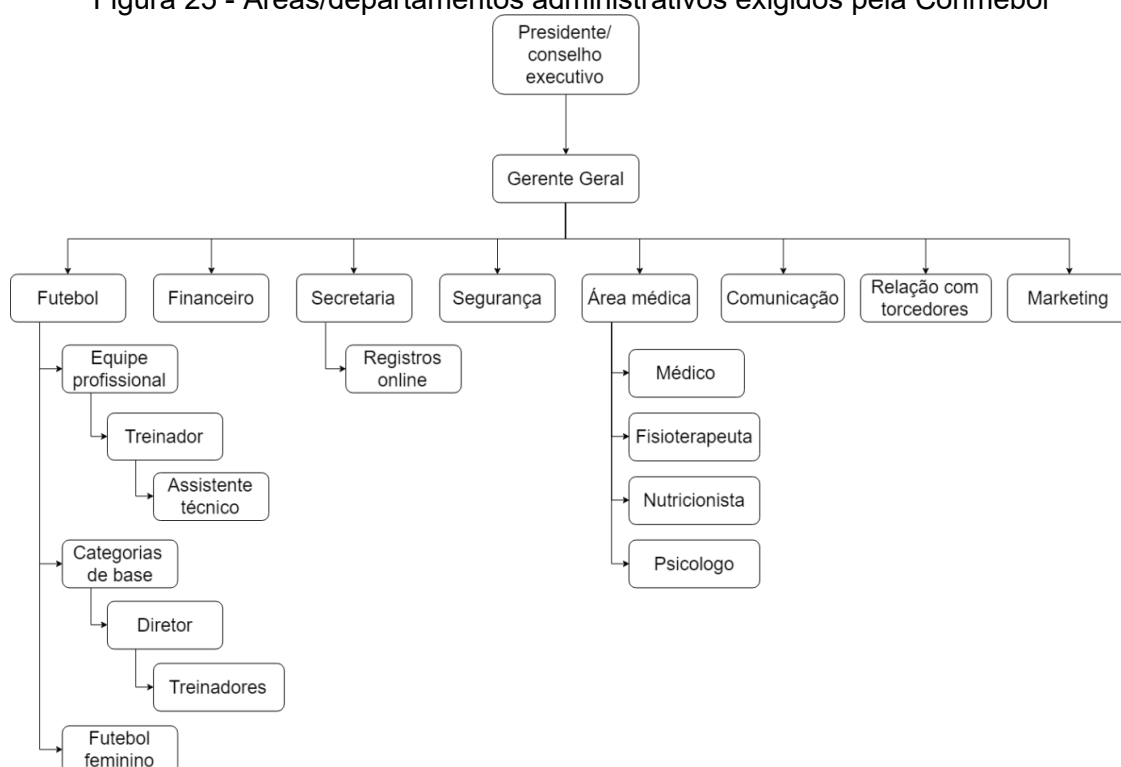 Figura 25 - Áreas/departamentos administrativos exigidos pela Conmebol
Presidente/
conselho
executivo
Gerente Geral
Futebol
Financeiro
Secretaria
Segurança
Área médica
Comunicação
Relação com
torcedores
Marketing
Equipe
profissional
Treinador
Assistente
técnico
Categorias
de base
Diretor
Treinadores
Futebol
feminino
Registros
online
Médico
Fisioterapeuta
Nutricionista
Psicologo